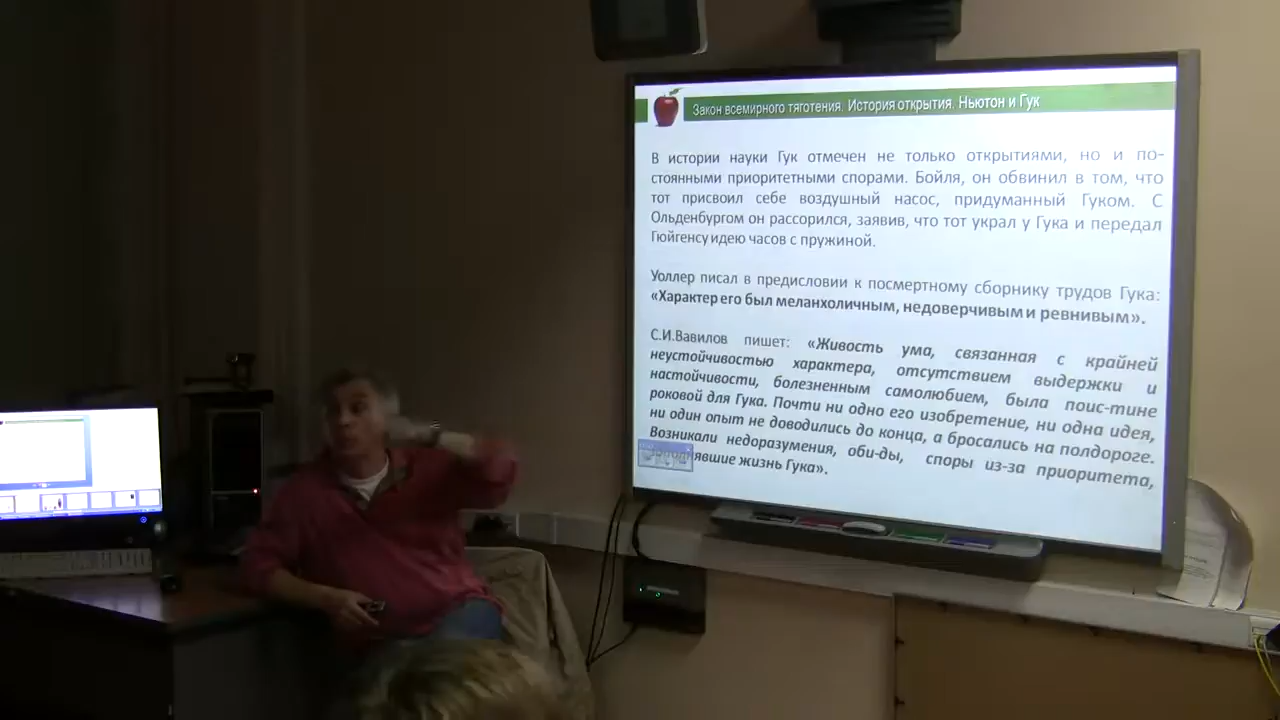 Закон всемирного тяготения. История открытия. Ньютон и Гук
В истории науки Гук отмечен не только открытиями, но и по-
стоянными приоритетными спорами. Бойля, он обвинил в том, что
тот присвоил себе воздушный насос, придуманный Гуком. С
Ольденбургом он рассорился, заявив, что тот украл у Гука и передал
Гюйгенсу идею часов с пружиной.
Уоллер писал в предисловии к посмертному сборнику трудов Гука:
«Характер его был меланхоличным, недоверчивым и ревнивым».
С.И.Вавилов пишет: «Живость ума, связанная с крайней
неустойчивостью характера, отсутствием выдержки и
настойчивости, болезненным самолюбием, была поис-тине
роковой для Гука. Почти ни одно его изобретение, ни одна идея,
ни один опыт не доводились до конца, а бросались на полдороге.
Возникали недоразумения, оби-ды, споры из-за приоритета,
жизнь Гука».